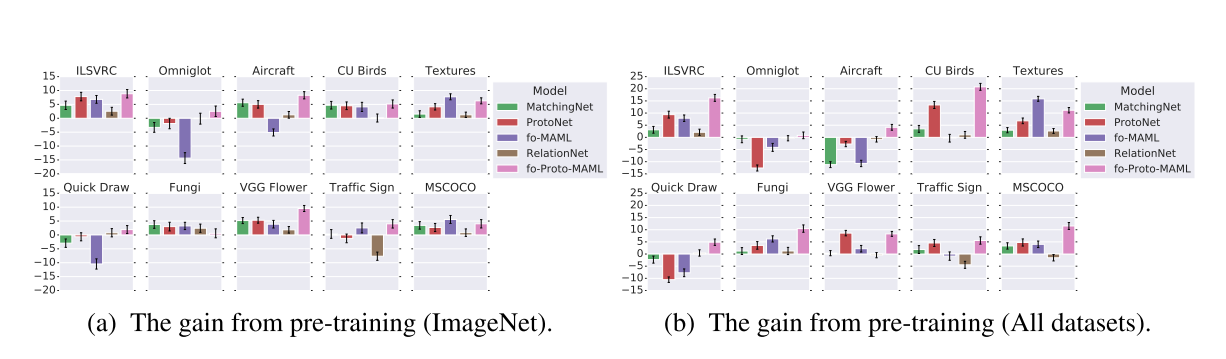 ILSVRC Omniglot Aircraft CU Birds Textures
15
10
5
0
−5
−10
−15
−20
Model
MatchingNet
ProtoNet
fo-MAML
RelationNet
fo-Proto-MAML
Quick Draw Fungi VGG Flower Traffic Sign MSCOCO
15
10
5
0
−5
−10
−15
−20
(a) The gain from pre-training (ImageNet).
ILSVRC Omniglot Aircraft CU Birds Textures
25
20
15
10
5
0
−5
−10
−15
Model
MatchingNet
ProtoNet
fo-MAML
RelationNet
fo-Proto-MAML
Quick Draw Fungi VGG Flower Traffic Sign MSCOCO
25
20
15
10
5
0
−5
−10
−15
(b) The gain from pre-training (All datasets).